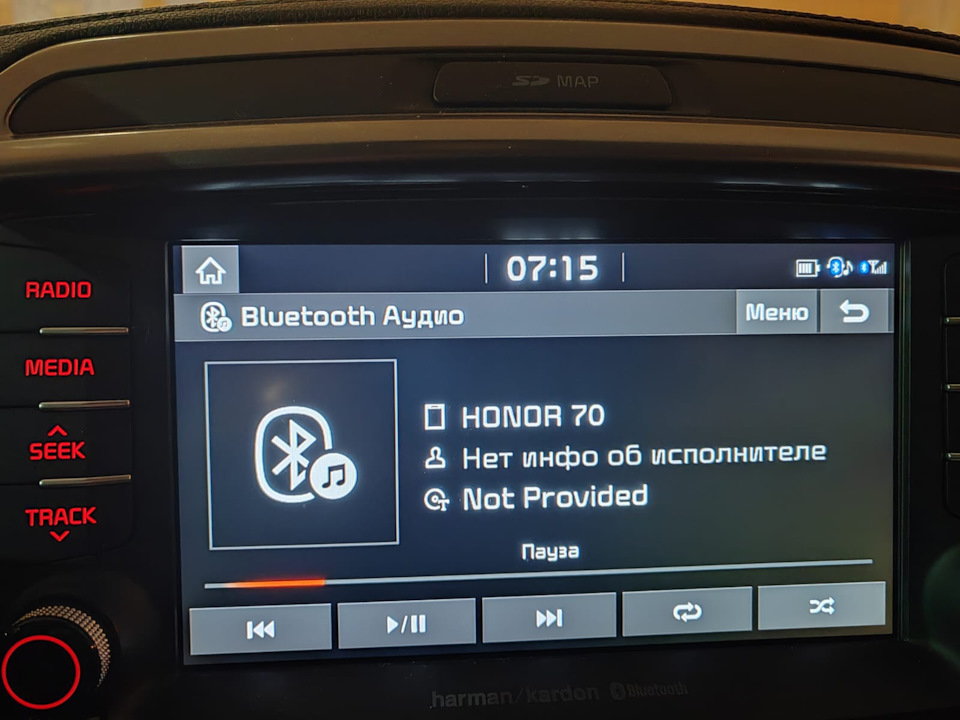 SD MAP
07:15
Bluetooth Аудио
Меню
RADIO
MEDIA
SEEK
TRACK
HONOR 70
Нет инфо об исполнителе
Not Provided
Пауза
harman/kardon Bluetooth